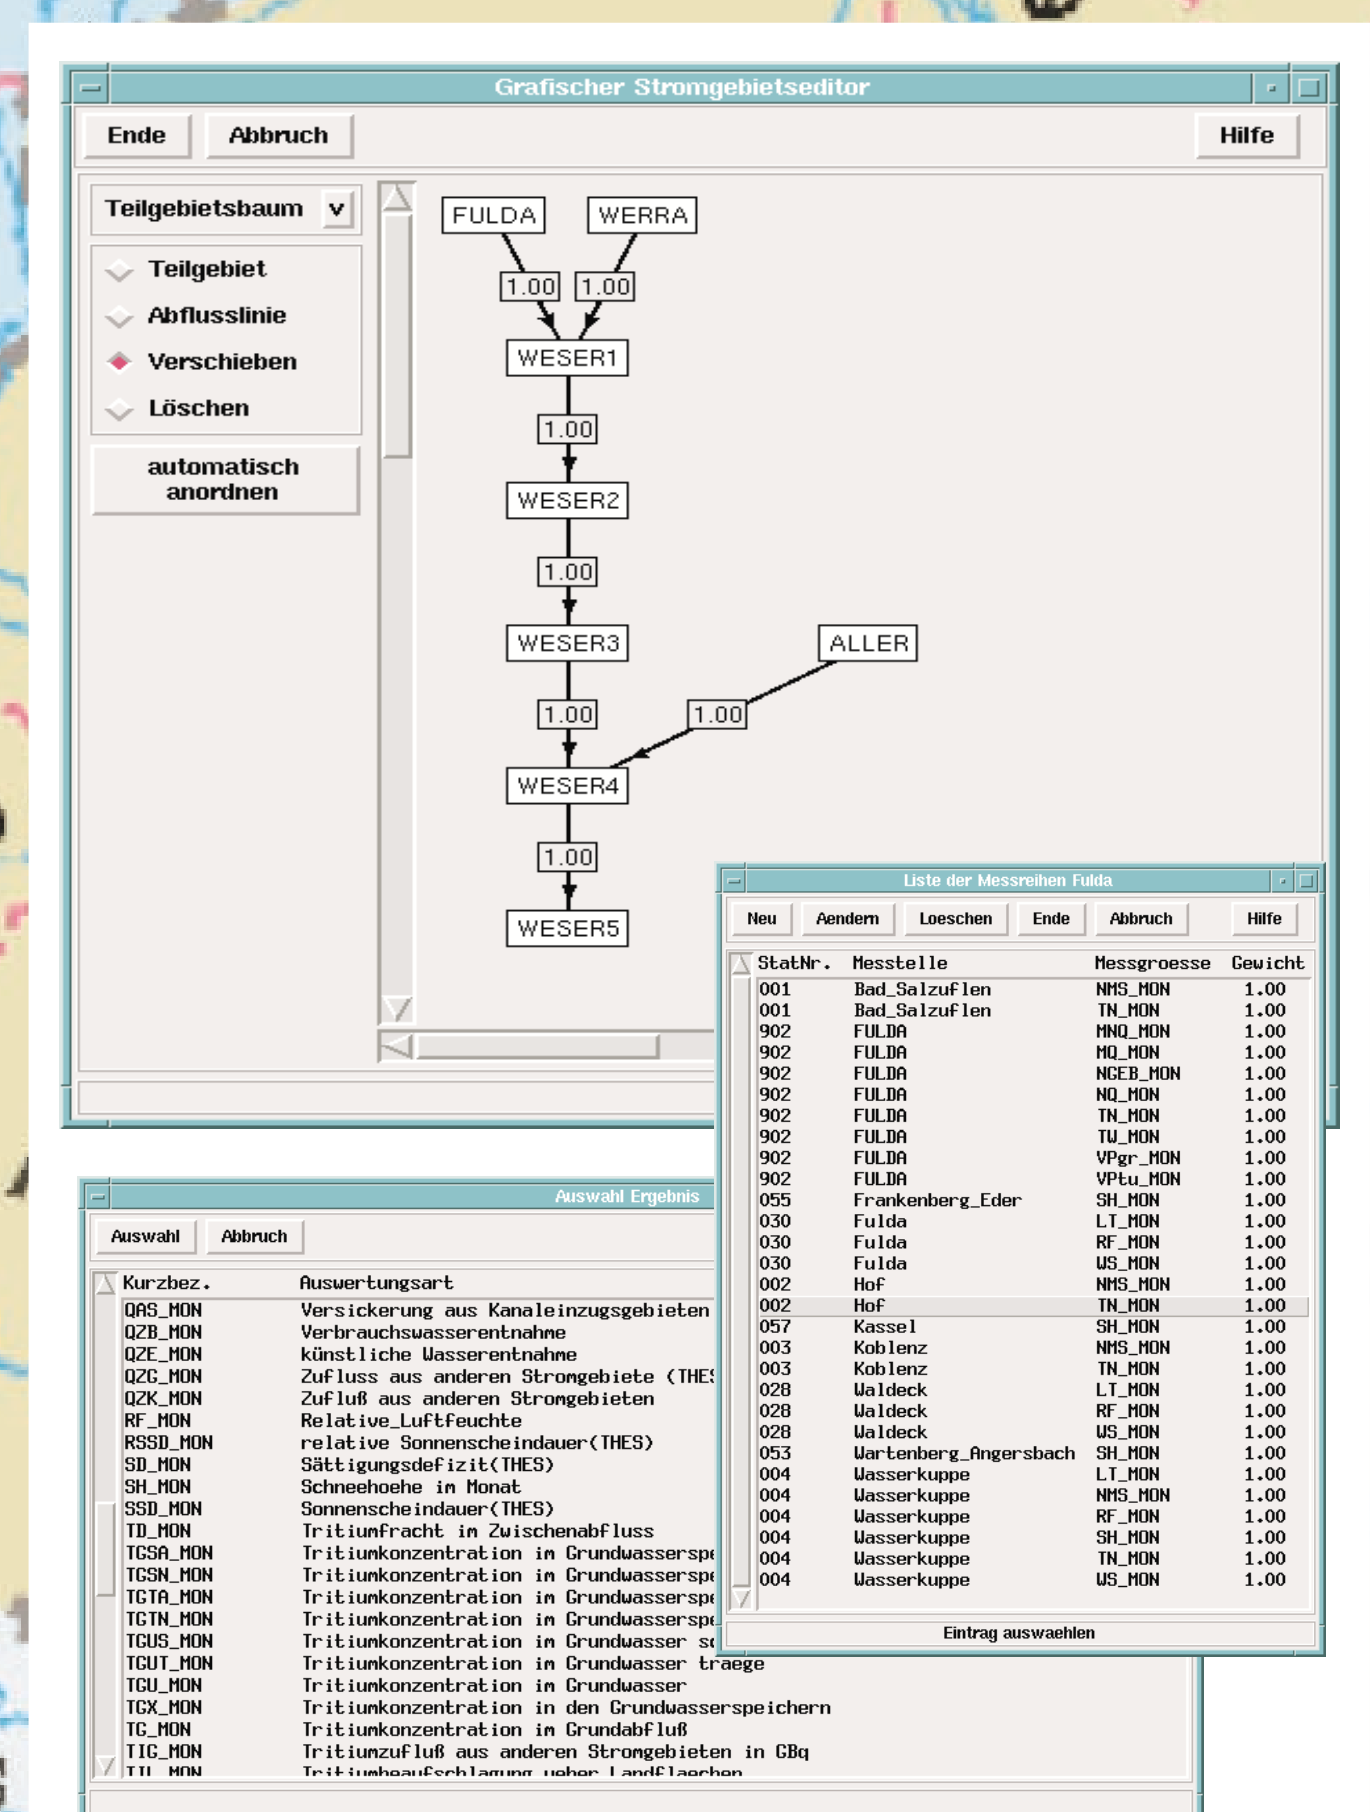 Grafischer Stromgebietseditor
Ende Abbruch Hilfe
Teilgebietsbaum v
Teilgebiet
Abflusslinie
Verschieben
Löschen
automatisch
anordnen
FULDA WERRA
1.00 1.00
WESER1
1.00
WESER2
1.00
WESER3 ALLER
1.00 1.00
WESER4
1.00
WESER5
Liste der Messreihen Fulda
Neu Aendern Loeschen Ende Abbruch Hilfe
StatNr. Messtelle Messgroesse Gewicht
001 Bad_Salzuflen NMS_MON 1.00
001 Bad_Salzuflen TN_MON 1.00
902 FULDA MNQ_MON 1.00
902 FULDA MQ_MON 1.00
902 FULDA NGEB_MON 1.00
902 FULDA NQ_MON 1.00
902 FULDA TN_MON 1.00
902 FULDA TW_MON 1.00
902 FULDA VPgr_MON 1.00
902 FULDA VPtu_MON 1.00
055 Frankenberg_Eder SH_MON 1.00
030 Fulda LT_MON 1.00
030 Fulda RF_MON 1.00
030 Fulda WS_MON 1.00
002 Hof NMS_MON 1.00
002 Hof TN_MON 1.00
057 Kassel SH_MON 1.00
003 Koblenz NMS_MON 1.00
003 Koblenz TN_MON 1.00
028 Waldeck LT_MON 1.00
028 Waldeck RF_MON 1.00
028 Waldeck WS_MON 1.00
053 Wartenberg_Angersbach SH_MON 1.00
004 Wasserkuppe LT_MON 1.00
004 Wasserkuppe NMS_MON 1.00
004 Wasserkuppe RF_MON 1.00
004 Wasserkuppe SH_MON 1.00
004 Wasserkuppe TN_MON 1.00
004 Wasserkuppe WS_MON 1.00
Eintrag auswaehlen
Auswahl Ergebnis
Auswahl Abbruch
Kurzbez. Auswertungsart
QAS_MON Versickerung aus Kanaleinzugsgebieten
QZB_MON Verbrauchswasserentnahme
QZE_MON künstliche Wasserentnahme
QZG_MON Zufluss aus anderen Stromgebiete (THES
QZK_MON Zufluß aus anderen Stromgebieten
RF_MON Relative_Luftfeuchte
RSSD_MON relative Sonnenscheindauer(THES)
SD_MON Sättigungsdefizit(THES)
SH_MON Schneehoehe im Monat
SSD_MON Sonnenscheindauer(THES)
TD_MON Tritiumfracht im Zwischenabfluss
TGSA_MON Tritiumkonzentration im Grundwasserspe
TGSN_MON Tritiumkonzentration im Grundwasserspe
TGTA_MON Tritiumkonzentration im Grundwasserspe
TGTN_MON Tritiumkonzentration im Grundwasserspe
TGUS_MON Tritiumkonzentration im Grundwasser sc
TGUT_MON Tritiumkonzentration im Grundwasser traege
TGU_MON Tritiumkonzentration im Grundwasser
TGX_MON Tritiumkonzentration in den Grundwasserspeichern
TG_MON Tritiumkonzentration im Grundabfluß
TIG_MON Tritiumzufluß aus anderen Stromgebieten in GBq
TIL_MON Tritiumbeaufschlagung ueber Landflaechen